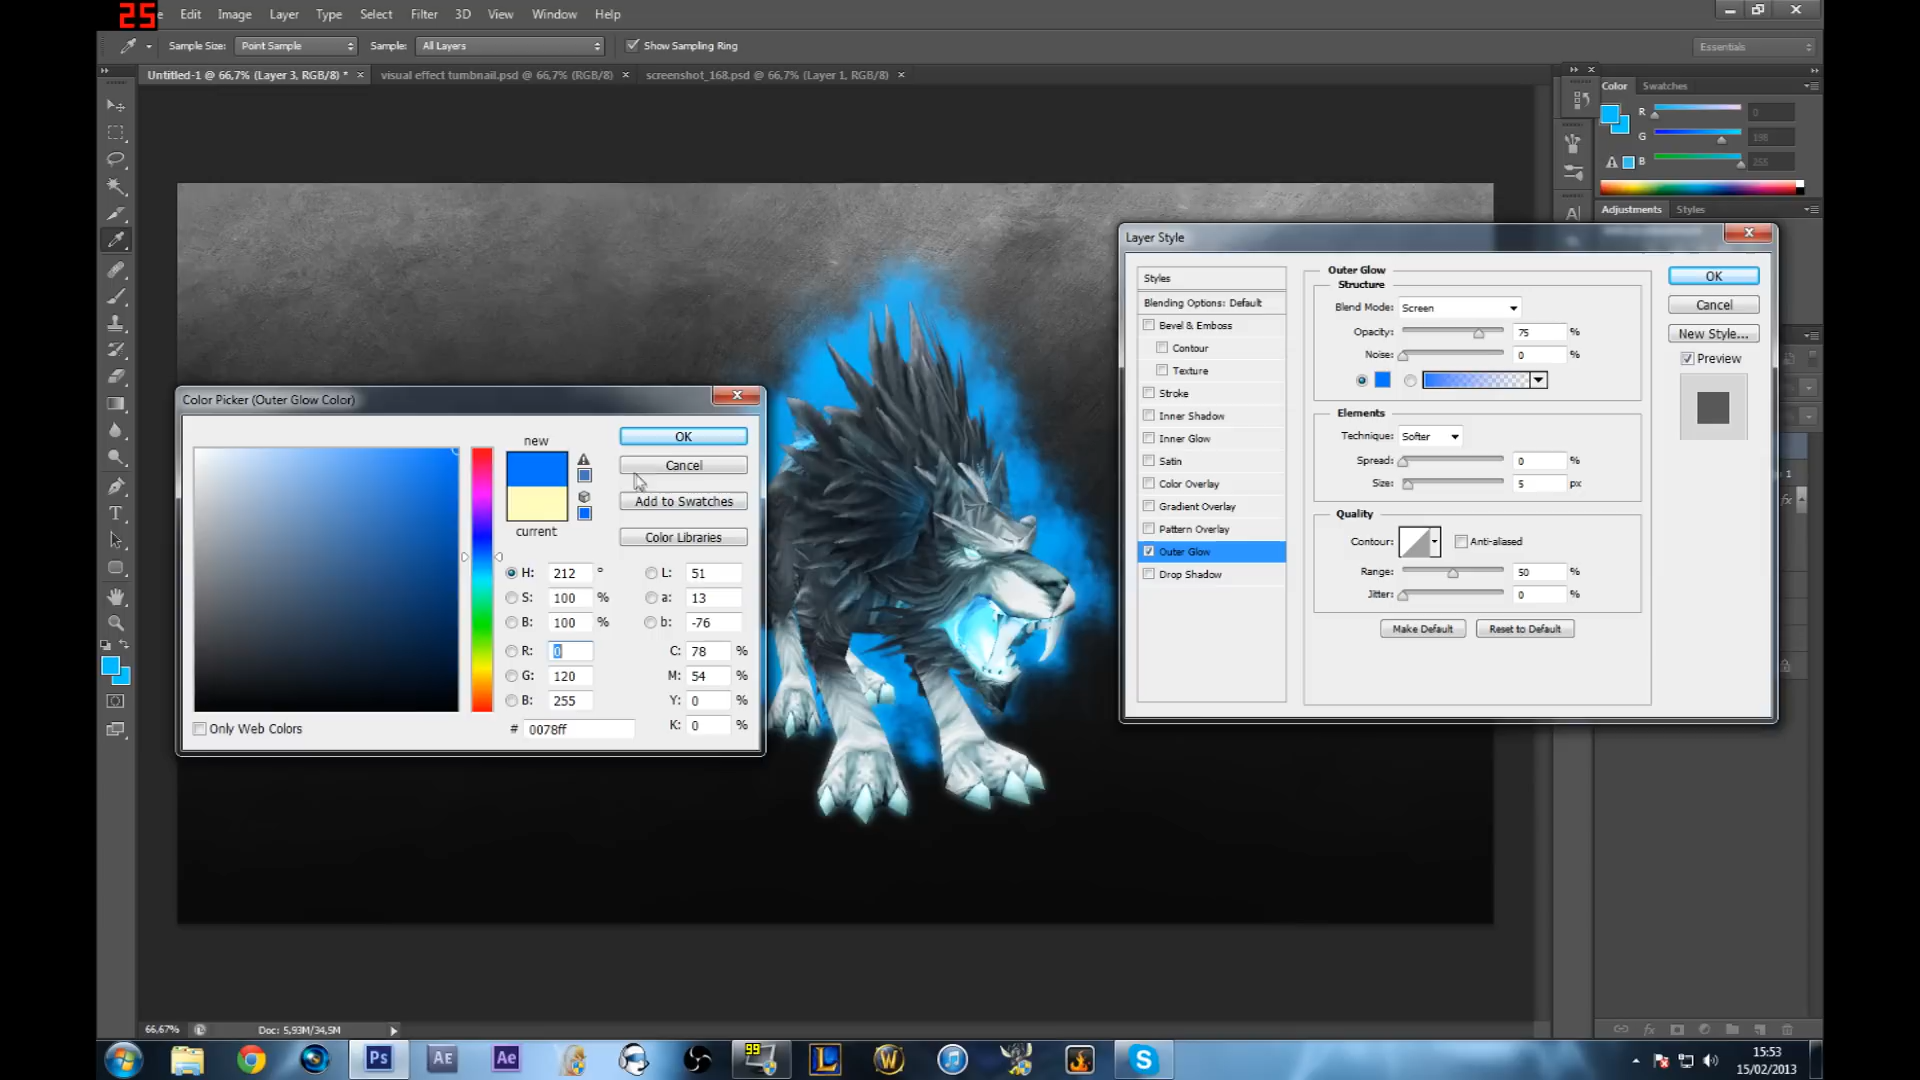 25
e Edit Image Layer Type Select Filter 3D View Window Help
Sample Size: Point Sample Sample: All Layers Show Sampling Ring Essentials
Untitled-1 @ 66,7% (Layer 3, RGB/8) * × visual effect tumbnail.psd @ 66,7% (RGB/8) × screenshot_168.psd @ 66,7% (Layer 1, RGB/8) ×
Color Swatches
R 0
G 198
B 255
Adjustments Styles
Layer Style
Styles
Blending Options: Default
Bevel & Emboss
Contour
Texture
Stroke
Inner Shadow
Inner Glow
Satin
Color Overlay
Gradient Overlay
Pattern Overlay
Outer Glow
Drop Shadow
Outer Glow
Structure
Blend Mode: Screen
Opacity: 75 %
Noise: 0 %
Elements
Technique: Softer
Spread: 0 %
Size: 5 px
Quality
Contour: Anti-aliased
Range: 50 %
Jitter: 0 %
Make Default Reset to Default
OK
Cancel
New Style...
Preview
Color Picker (Outer Glow Color)
new
current
OK
Cancel
Add to Swatches
Color Libraries
H: 212 ° L: 51
S: 100 % a: 13
B: 100 % b: -76
R: 0 C: 78 %
G: 120 M: 54 %
B: 255 Y: 0 %
K: 0 %
Only Web Colors # 0078ff
66,67% Doc: 5,93M/34,5M
Ps AE Ae 99 L W S
15:53
15/02/2013